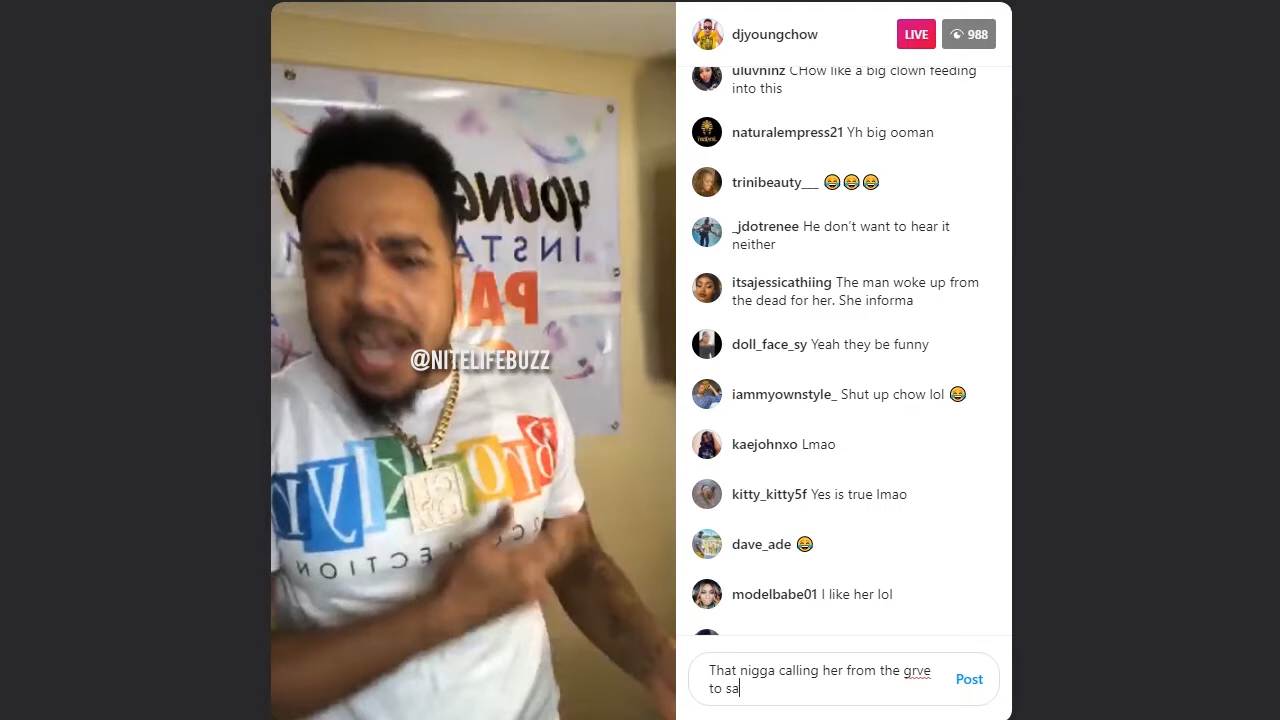 djyoungchow
LIVE
988
uluvninz CHow like a big clown feeding
into this
naturalempress21 Yh big ooman
trinibeauty___ 😂😂😂
_jdotrenee He don’t want to hear it
neither
itsajessicathiing The man woke up from
the dead for her. She informa
doll_face_sy Yeah they be funny
iammyownstyle_ Shut up chow lol 😂
kaejohnxo Lmao
kitty_kitty5f Yes is true lmao
dave_ade 😂
modelbabe01 I like her lol
That nigga calling her from the grve
to sa
Post
@NITELIFEBUZZ
YOUNG
INSTA
PA
Brooklyn